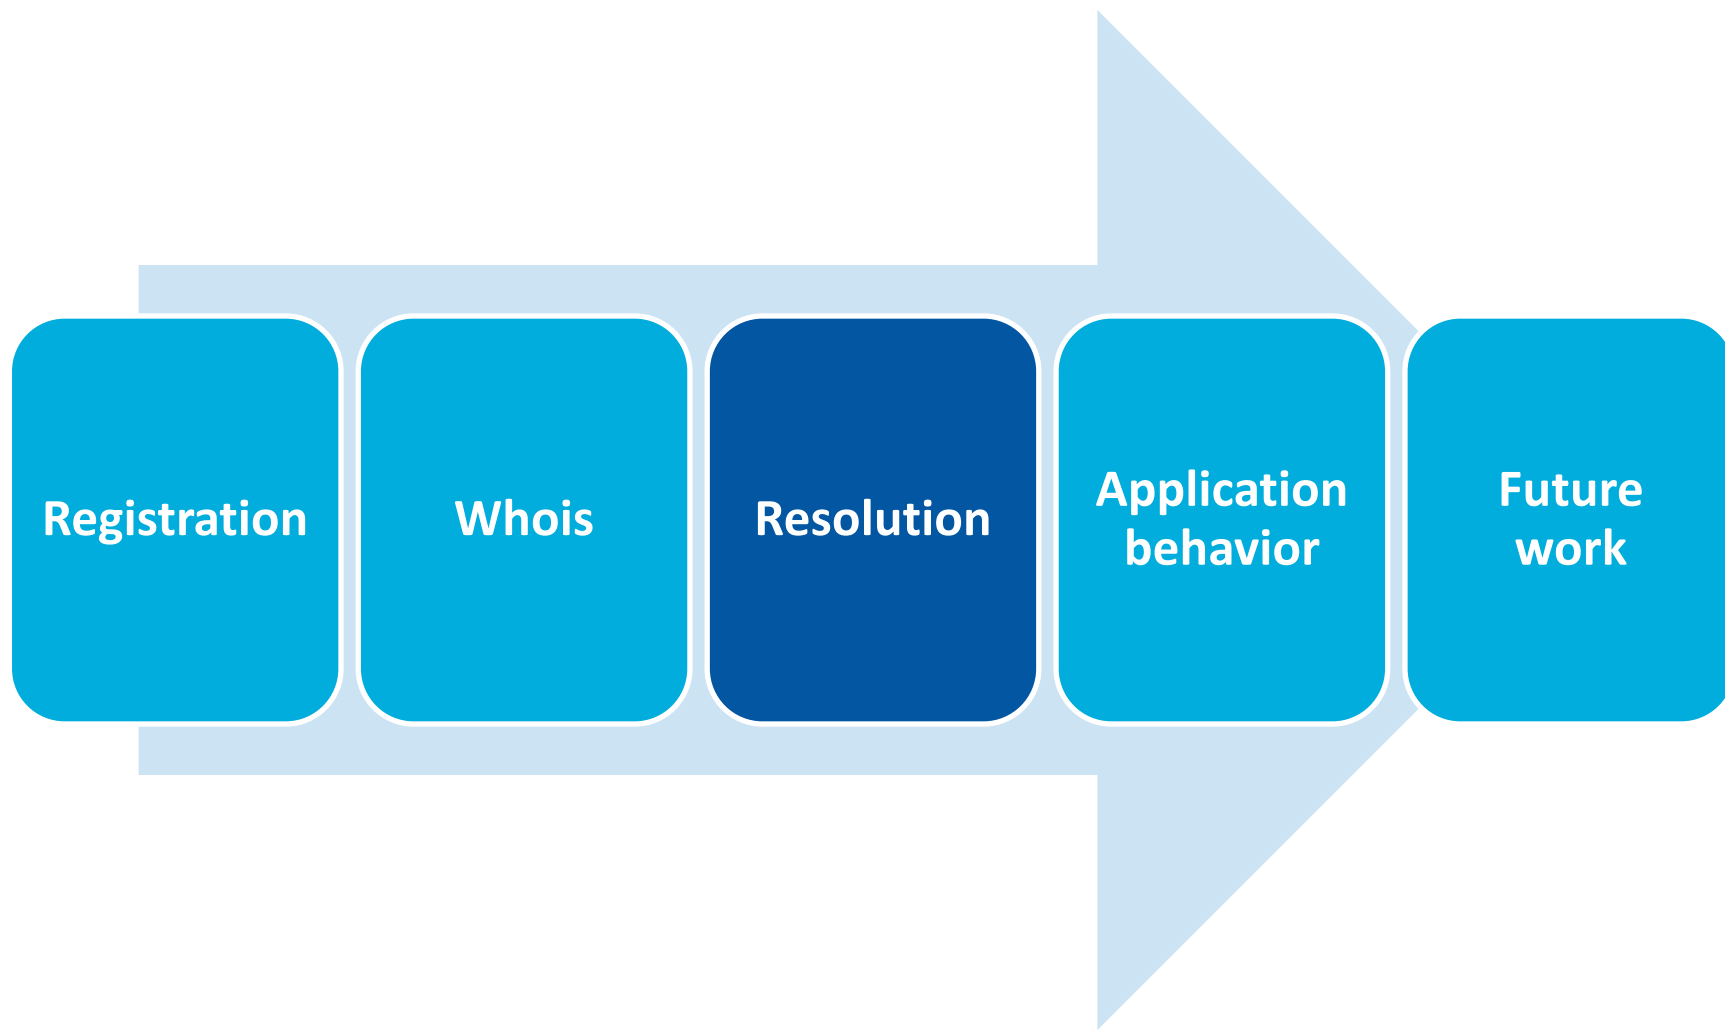 Registration
Whois
Resolution
Application
behavior
Future
work